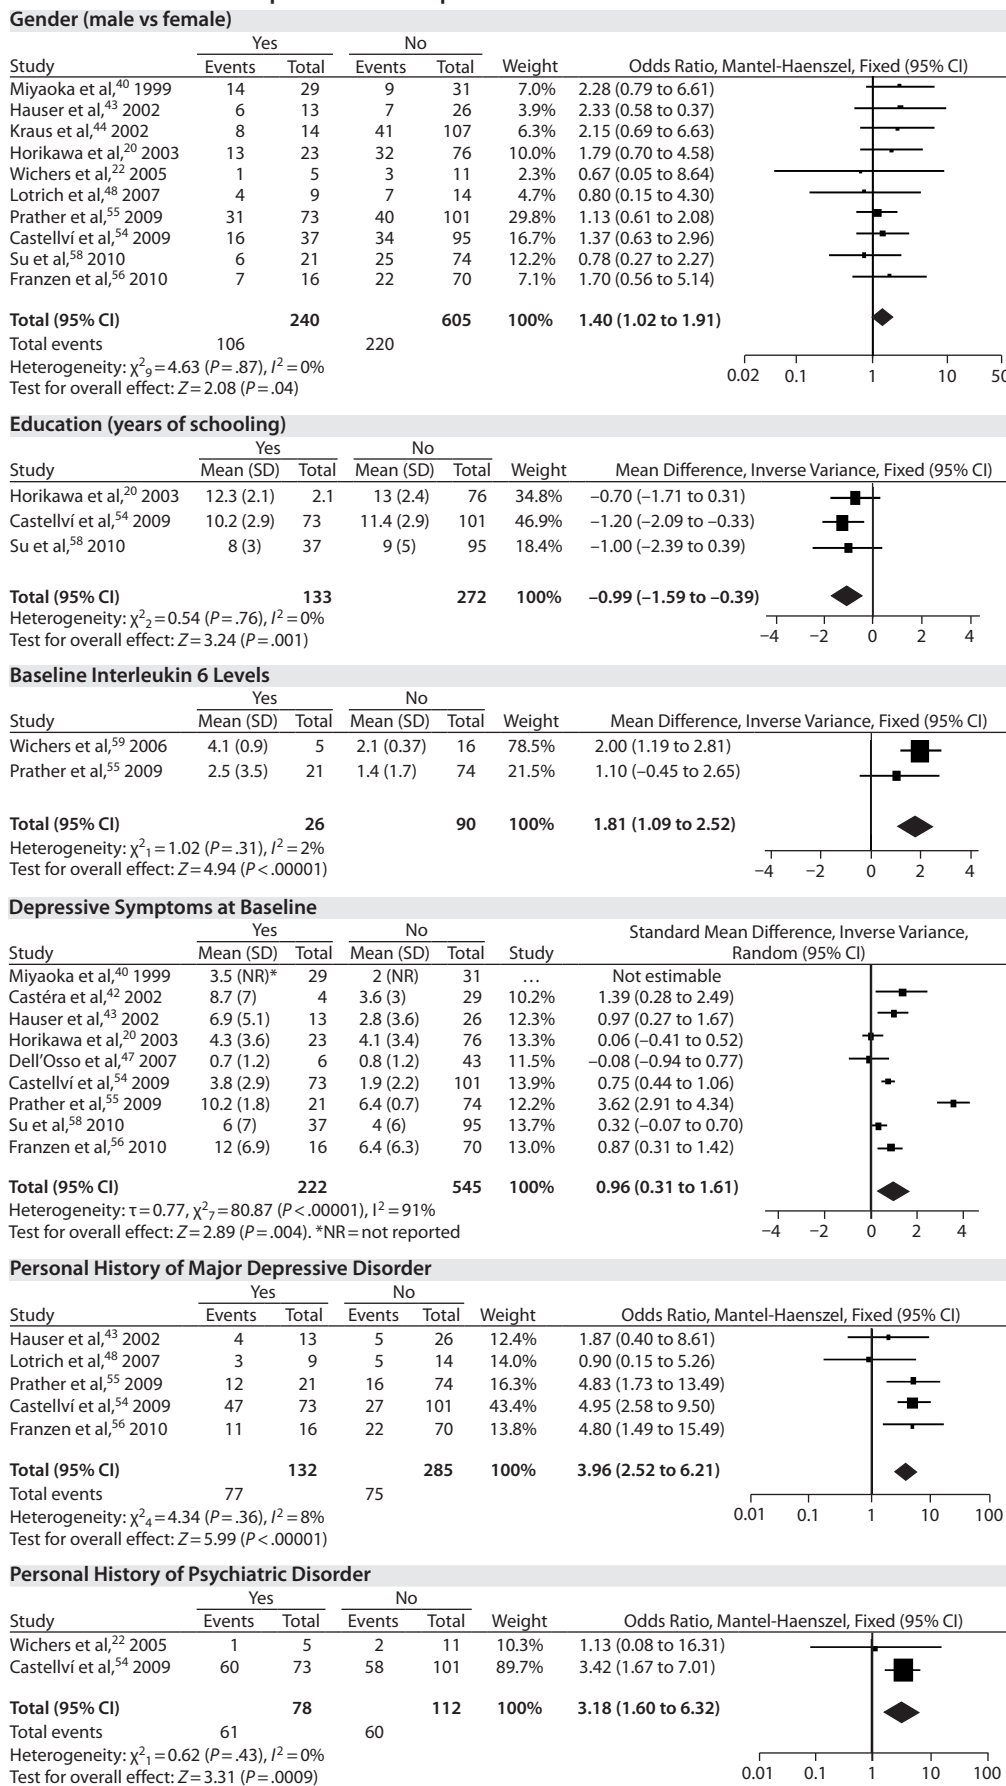 Gender (male vs female)
Yes No
Study Events Total Events Total Weight Odds Ratio, Mantel-Haenszel, Fixed (95% CI)
Miyaoka et al,40 1999 14 29 9 31 7.0% 2.28 (0.79 to 6.61)
Hauser et al,43 2002 6 13 7 26 3.9% 2.33 (0.58 to 0.37)
Kraus et al,44 2002 8 14 41 107 6.3% 2.15 (0.69 to 6.63)
Horikawa et al,20 2003 13 23 32 76 10.0% 1.79 (0.70 to 4.58)
Wichers et al,22 2005 1 5 3 11 2.3% 0.67 (0.05 to 8.64)
Lotrich et al,48 2007 4 9 7 14 4.7% 0.80 (0.15 to 4.30)
Prather et al,55 2009 31 73 40 101 29.8% 1.13 (0.61 to 2.08)
Castellví et al,54 2009 16 37 34 95 16.7% 1.37 (0.63 to 2.96)
Su et al,58 2010 6 21 25 74 12.2% 0.78 (0.27 to 2.27)
Franzen et al,56 2010 7 16 22 70 7.1% 1.70 (0.56 to 5.14)
Total (95% CI) 240 605 100% 1.40 (1.02 to 1.91)
Total events 106 220
Heterogeneity: χ²9 = 4.63 (P = .87), I² = 0%
0.02 0.1 1 10 50
Test for overall effect: Z = 2.08 (P = .04)
Education (years of schooling)
Yes No
Study Mean (SD) Total Mean (SD) Total Weight Mean Difference, Inverse Variance, Fixed (95% CI)
Horikawa et al,20 2003 12.3 (2.1) 2.1 13 (2.4) 76 34.8% –0.70 (–1.71 to 0.31)
Castellví et al,54 2009 10.2 (2.9) 73 11.4 (2.9) 101 46.9% –1.20 (–2.09 to –0.33)
Su et al,58 2010 8 (3) 37 9 (5) 95 18.4% –1.00 (–2.39 to 0.39)
Total (95% CI) 133 272 100% –0.99 (–1.59 to –0.39)
Heterogeneity: χ²2 = 0.54 (P = .76), I² = 0%
Test for overall effect: Z = 3.24 (P = .001)
–4 –2 0 2 4
Baseline Interleukin 6 Levels
Yes No
Study Mean (SD) Total Mean (SD) Total Weight Mean Difference, Inverse Variance, Fixed (95% CI)
Wichers et al,59 2006 4.1 (0.9) 5 2.1 (0.37) 16 78.5% 2.00 (1.19 to 2.81)
Prather et al,55 2009 2.5 (3.5) 21 1.4 (1.7) 74 21.5% 1.10 (–0.45 to 2.65)
Total (95% CI) 26 90 100% 1.81 (1.09 to 2.52)
Heterogeneity: χ²1 = 1.02 (P = .31), I² = 2%
Test for overall effect: Z = 4.94 (P < .00001)
–4 –2 0 2 4
Depressive Symptoms at Baseline
Yes No Standard Mean Difference, Inverse Variance,
Study Mean (SD) Total Mean (SD) Total Study Random (95% CI)
Miyaoka et al,40 1999 3.5 (NR)* 29 2 (NR) 31 ... Not estimable
Castéra et al,42 2002 8.7 (7) 4 3.6 (3) 29 10.2% 1.39 (0.28 to 2.49)
Hauser et al,43 2002 6.9 (5.1) 13 2.8 (3.6) 26 12.3% 0.97 (0.27 to 1.67)
Horikawa et al,20 2003 4.3 (3.6) 23 4.1 (3.4) 76 13.3% 0.06 (–0.41 to 0.52)
Dell'Osso et al,47 2007 0.7 (1.2) 6 0.8 (1.2) 43 11.5% –0.08 (–0.94 to 0.77)
Castellví et al,54 2009 3.8 (2.9) 73 1.9 (2.2) 101 13.9% 0.75 (0.44 to 1.06)
Prather et al,55 2009 10.2 (1.8) 21 6.4 (0.7) 74 12.2% 3.62 (2.91 to 4.34)
Su et al,58 2010 6 (7) 37 4 (6) 95 13.7% 0.32 (–0.07 to 0.70)
Franzen et al,56 2010 12 (6.9) 16 6.4 (6.3) 70 13.0% 0.87 (0.31 to 1.42)
Total (95% CI) 222 545 100% 0.96 (0.31 to 1.61)
Heterogeneity: τ = 0.77, χ²7 = 80.87 (P < .00001), I² = 91%
Test for overall effect: Z = 2.89 (P = .004). *NR = not reported
–4 –2 0 2 4
Personal History of Major Depressive Disorder
Yes No
Study Events Total Events Total Weight Odds Ratio, Mantel-Haenszel, Fixed (95% CI)
Hauser et al,43 2002 4 13 5 26 12.4% 1.87 (0.40 to 8.61)
Lotrich et al,48 2007 3 9 5 14 14.0% 0.90 (0.15 to 5.26)
Prather et al,55 2009 12 21 16 74 16.3% 4.83 (1.73 to 13.49)
Castellví et al,54 2009 47 73 27 101 43.4% 4.95 (2.58 to 9.50)
Franzen et al,56 2010 11 16 22 70 13.8% 4.80 (1.49 to 15.49)
Total (95% CI) 132 285 100% 3.96 (2.52 to 6.21)
Total events 77 75
Heterogeneity: χ²4 = 4.34 (P = .36), I² = 8%
0.01 0.1 1 10 100
Test for overall effect: Z = 5.99 (P < .00001)
Personal History of Psychiatric Disorder
Yes No
Study Events Total Events Total Weight Odds Ratio, Mantel-Haenszel, Fixed (95% CI)
Wichers et al,22 2005 1 5 2 11 10.3% 1.13 (0.08 to 16.31)
Castellví et al,54 2009 60 73 58 101 89.7% 3.42 (1.67 to 7.01)
Total (95% CI) 78 112 100% 3.18 (1.60 to 6.32)
Total events 61 60
Heterogeneity: χ²1 = 0.62 (P = .43), I² = 0%
Test for overall effect: Z = 3.31 (P = .0009)
0.01 0.1 1 10 100